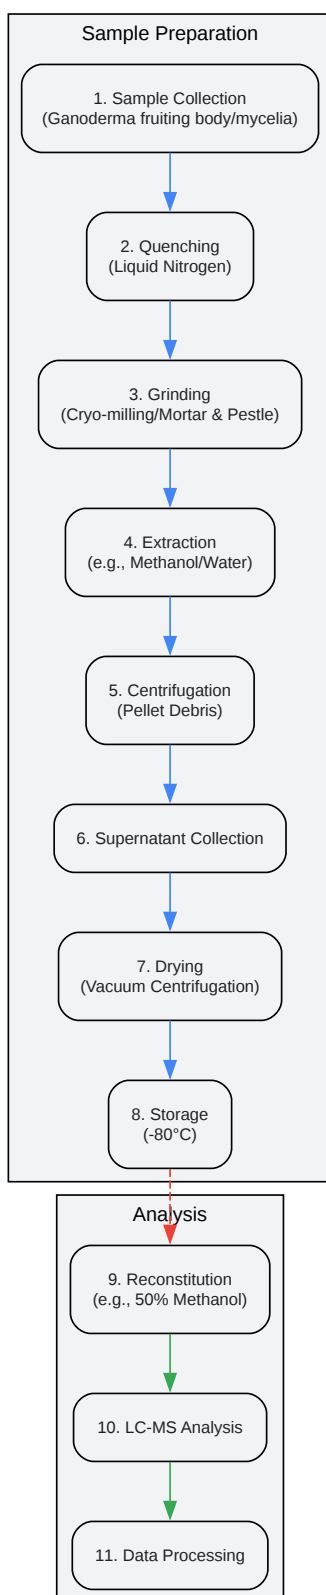 Sample Preparation
1. Sample Collection
(Ganoderma fruiting body/mycelia)
2. Quenching
(Liquid Nitrogen)
3. Grinding
(Cryo-milling/Mortar & Pestle)
4. Extraction
(e.g., Methanol/Water)
5. Centrifugation
(Pellet Debris)
6. Supernatant Collection
7. Drying
(Vacuum Centrifugation)
8. Storage
(-80°C)
Analysis
9. Reconstitution
(e.g., 50% Methanol)
10. LC-MS Analysis
11. Data Processing